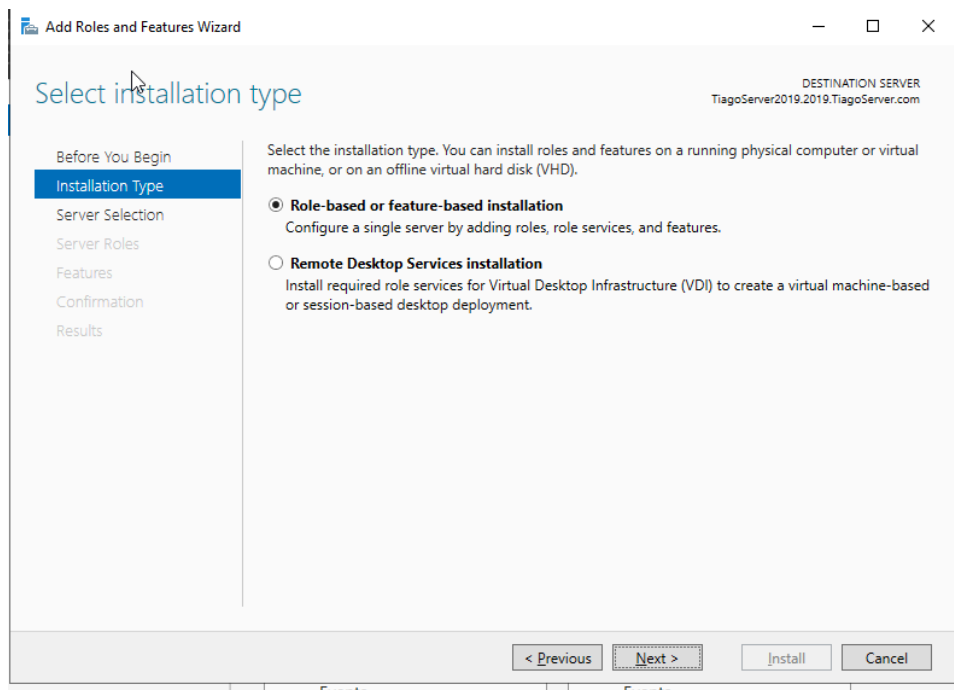 Add Roles and Features Wizard
Select installation type
DESTINATION SERVER
TiagoServer2019.2019.TiagoServer.com
Before You Begin
Installation Type
Server Selection
Server Roles
Features
Confirmation
Results
Select the installation type. You can install roles and features on a running physical computer or virtual
machine, or on an offline virtual hard disk (VHD).
Role-based or feature-based installation
Configure a single server by adding roles, role services, and features.
Remote Desktop Services installation
Install required role services for Virtual Desktop Infrastructure (VDI) to create a virtual machine-based
or session-based desktop deployment.
< Previous
Next >
Install
Cancel
Events
Events